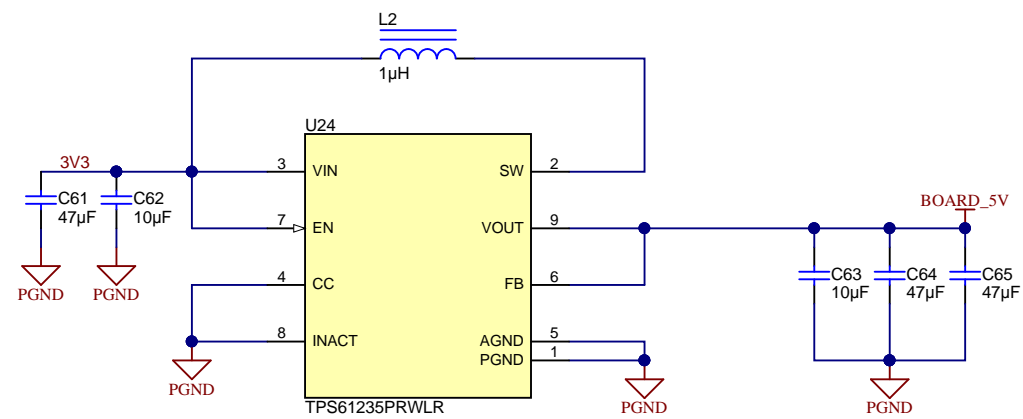 L2
1µH
U24
3V3
3
VIN
SW
2
C61
47µF
C62
10µF
7
EN
VOUT
9
BOARD_5V
4
CC
FB
6
C63
10µF
C64
47µF
C65
47µF
PGND
PGND
8
INACT
AGND
5
PGND
1
PGND
TPS61235PRWLR
PGND
PGND